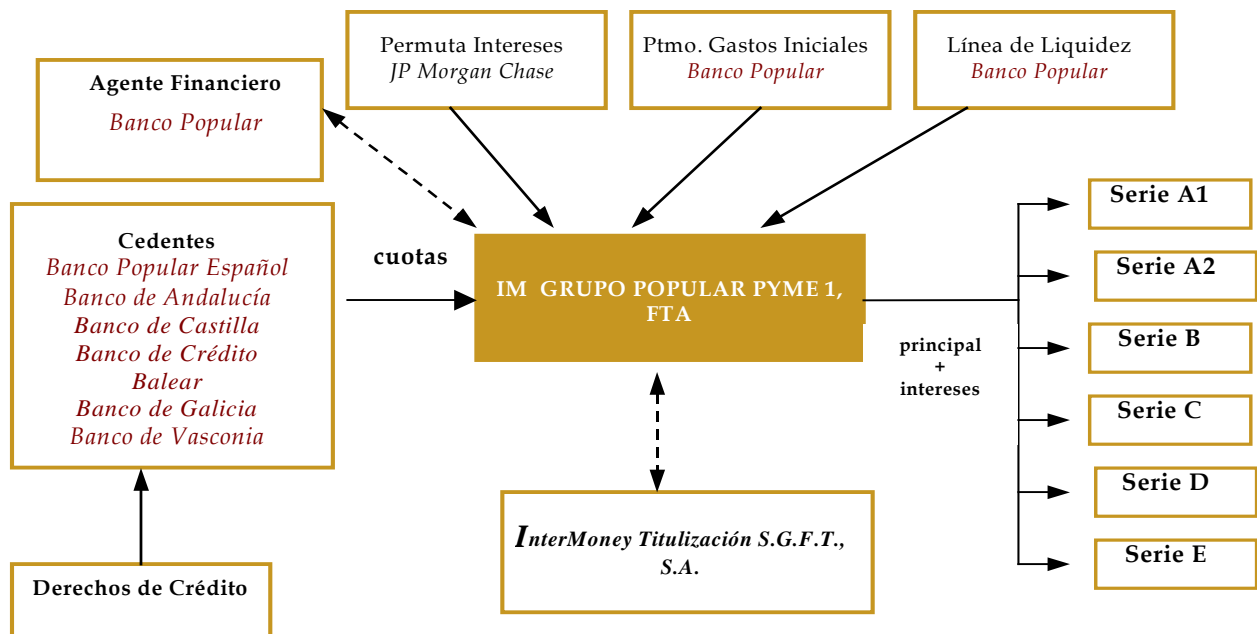 Permuta Intereses
JP Morgan Chase
Ptmo. Gastos Iniciales
Banco Popular
Línea de Liquidez
Banco Popular
Agente Financiero
Banco Popular
Cedentes
Banco Popular Español
Banco de Andalucía
Banco de Castilla
Banco de Crédito
Balear
Banco de Galicia
Banco de Vasconia
cuotas
IM GRUPO POPULAR PYME 1,
FTA
principal
+
intereses
Serie A1
Serie A2
Serie B
Serie C
Serie D
Serie E
InterMoney Titulización S.G.F.T.,
S.A.
Derechos de Crédito